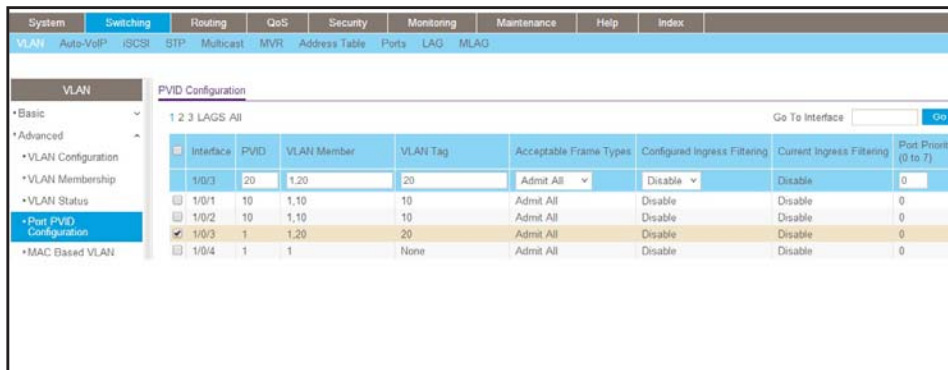 System Switching Routing QoS Security Monitoring Maintenance Help Index
VLAN Auto-VoIP iSCSI STP Multicast MVR Address Table Ports LAG MLAG
VLAN
•Basic
•Advanced
•VLAN Configuration
•VLAN Membership
•VLAN Status
•Port PVID
Configuration
•MAC Based VLAN
PVID Configuration
1 2 3 LAGS All Go To Interface Go
Interface PVID VLAN Member VLAN Tag Acceptable Frame Types Configured Ingress Filtering Current Ingress Filtering Port Priorit
(0 to 7)
1/0/3 20 1,20 20 Admit All Disable Disable 0
1/0/1 10 1,10 10 Admit All Disable Disable 0
1/0/2 10 1,10 10 Admit All Disable Disable 0
1/0/3 1 1,20 20 Admit All Disable Disable 0
1/0/4 1 1 None Admit All Disable Disable 0